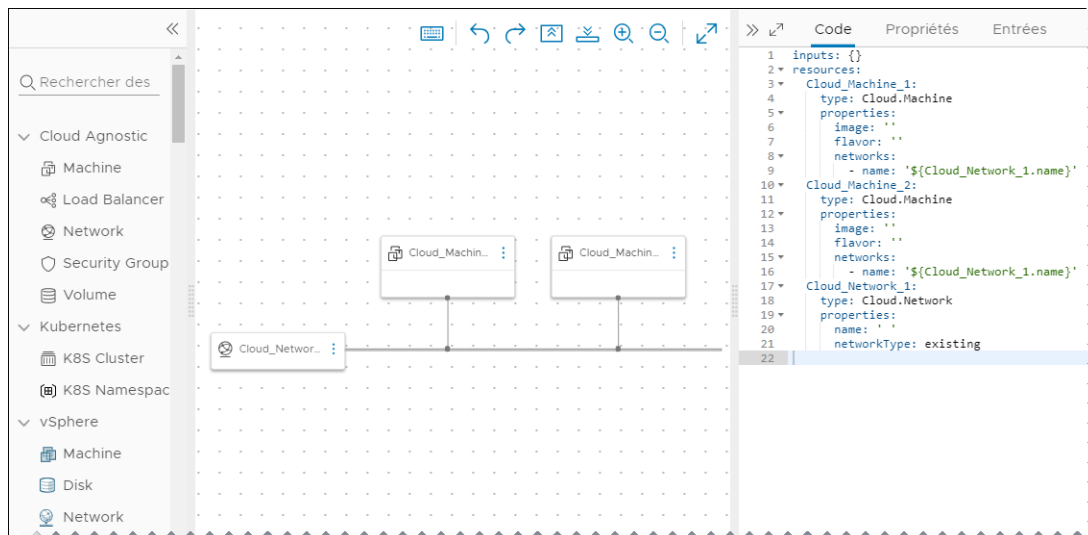 Rechercher des
Cloud Agnostic
Machine
Load Balancer
Network
Security Group
Volume
Kubernetes
K8S Cluster
K8S Namespac
vSphere
Machine
Disk
Network
Cloud_Machin...
Cloud_Machin...
Cloud_Networ...
Code Propriétés Entrées
1 inputs: {}
2 resources:
3 Cloud_Machine_1:
4 type: Cloud.Machine
5 properties:
6 image: ''
7 flavor: ''
8 networks:
9 - name: '${Cloud_Network_1.name}'
10 Cloud_Machine_2:
11 type: Cloud.Machine
12 properties:
13 image: ''
14 flavor: ''
15 networks:
16 - name: '${Cloud_Network_1.name}'
17 Cloud_Network_1:
18 type: Cloud.Network
19 properties:
20 name: ' '
21 networkType: existing
22